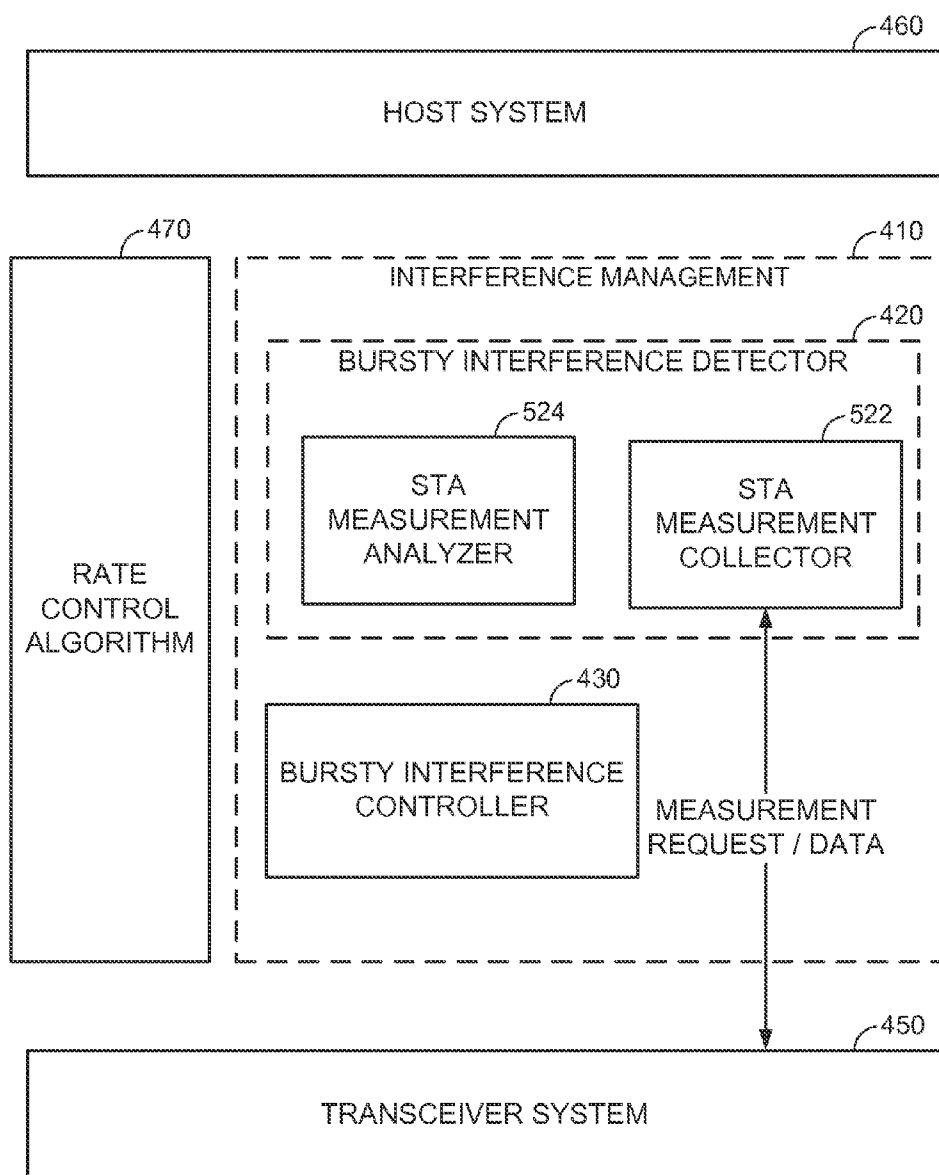 460
HOST SYSTEM
470
RATE
CONTROL
ALGORITHM
410
INTERFERENCE MANAGEMENT
420
BURSTY INTERFERENCE DETECTOR
524
STA
MEASUREMENT
ANALYZER
522
STA
MEASUREMENT
COLLECTOR
430
BURSTY INTERFERENCE
CONTROLLER
MEASUREMENT
REQUEST / DATA
450
TRANSCEIVER SYSTEM